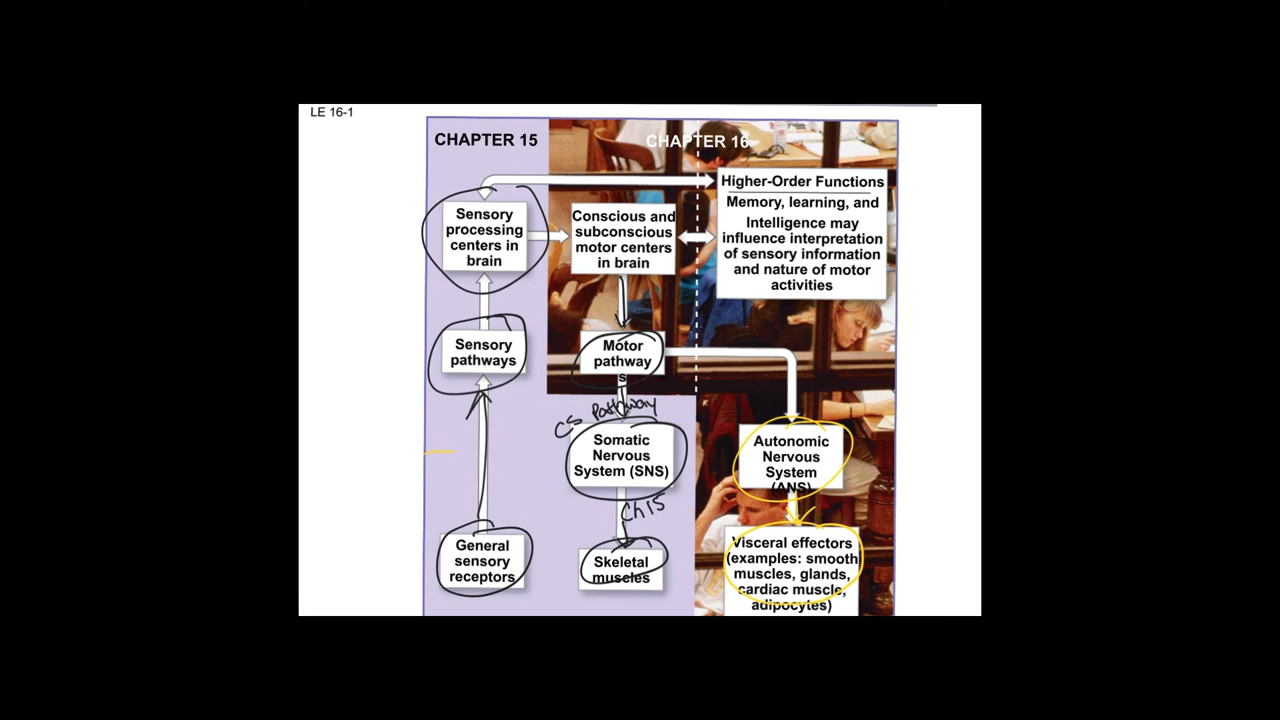 LE 16-1
CHAPTER 15
CHAPTER 16
Higher-Order Functions
Memory, learning, and
Intelligence may
influence interpretation
of sensory information
and nature of motor
activities
Sensory
processing
centers in
brain
Conscious and
subconscious
motor centers
in brain
Sensory
pathways
Motor
pathway
s
CS Pathway
Somatic
Nervous
System (SNS)
Autonomic
Nervous
System
(ANS)
Ch15
General
sensory
receptors
Skeletal
muscles
Visceral effectors
(examples: smooth
muscles, glands,
cardiac muscle,
adipocytes)